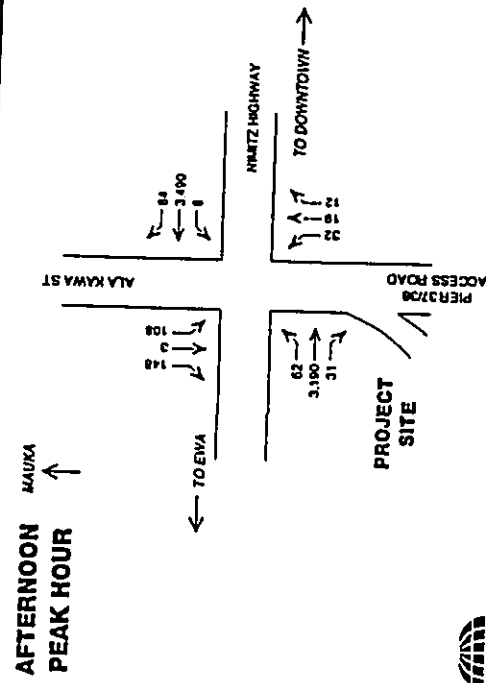 AFTERNOON
PEAK HOUR
MAUKA
ALA KAWA ST
148
3
108
84
3,490
TO EWA
NIMITZ HIGHWAY
TO DOWNTOWN
62
3,190
31
32
19
12
PIER 37/38
ACCESS ROAD
PROJECT
SITE